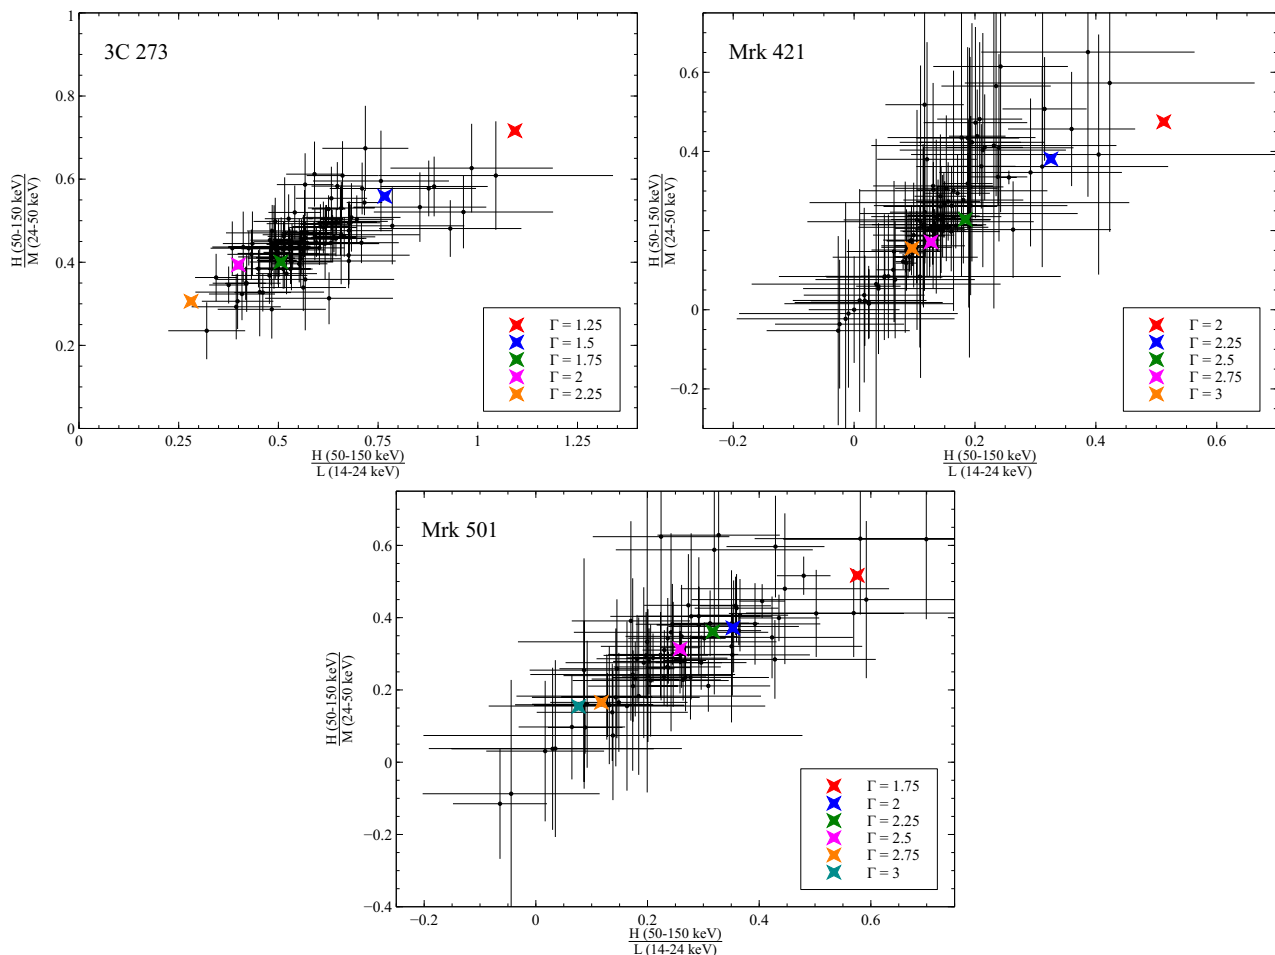 3C 273
1
0.8
0.6
0.4
0.2
0
H (50-150 keV)
M (24-50 keV)
0
0.25
0.5
0.75
1
1.25
H (50-150 keV)
L (14-24 keV)
Γ = 1.25
Γ = 1.5
Γ = 1.75
Γ = 2
Γ = 2.25
Mrk 421
0.6
0.4
0.2
0
−0.2
H (50-150 keV)
M (24-50 keV)
−0.2
0
0.2
0.4
0.6
H (50-150 keV)
L (14-24 keV)
Γ = 2
Γ = 2.25
Γ = 2.5
Γ = 2.75
Γ = 3
Mrk 501
0.6
0.4
0.2
0
−0.2
−0.4
H (50-150 keV)
M (24-50 keV)
−0.2
0
0.2
0.4
0.6
H (50-150 keV)
L (14-24 keV)
Γ = 1.75
Γ = 2
Γ = 2.25
Γ = 2.5
Γ = 2.75
Γ = 3